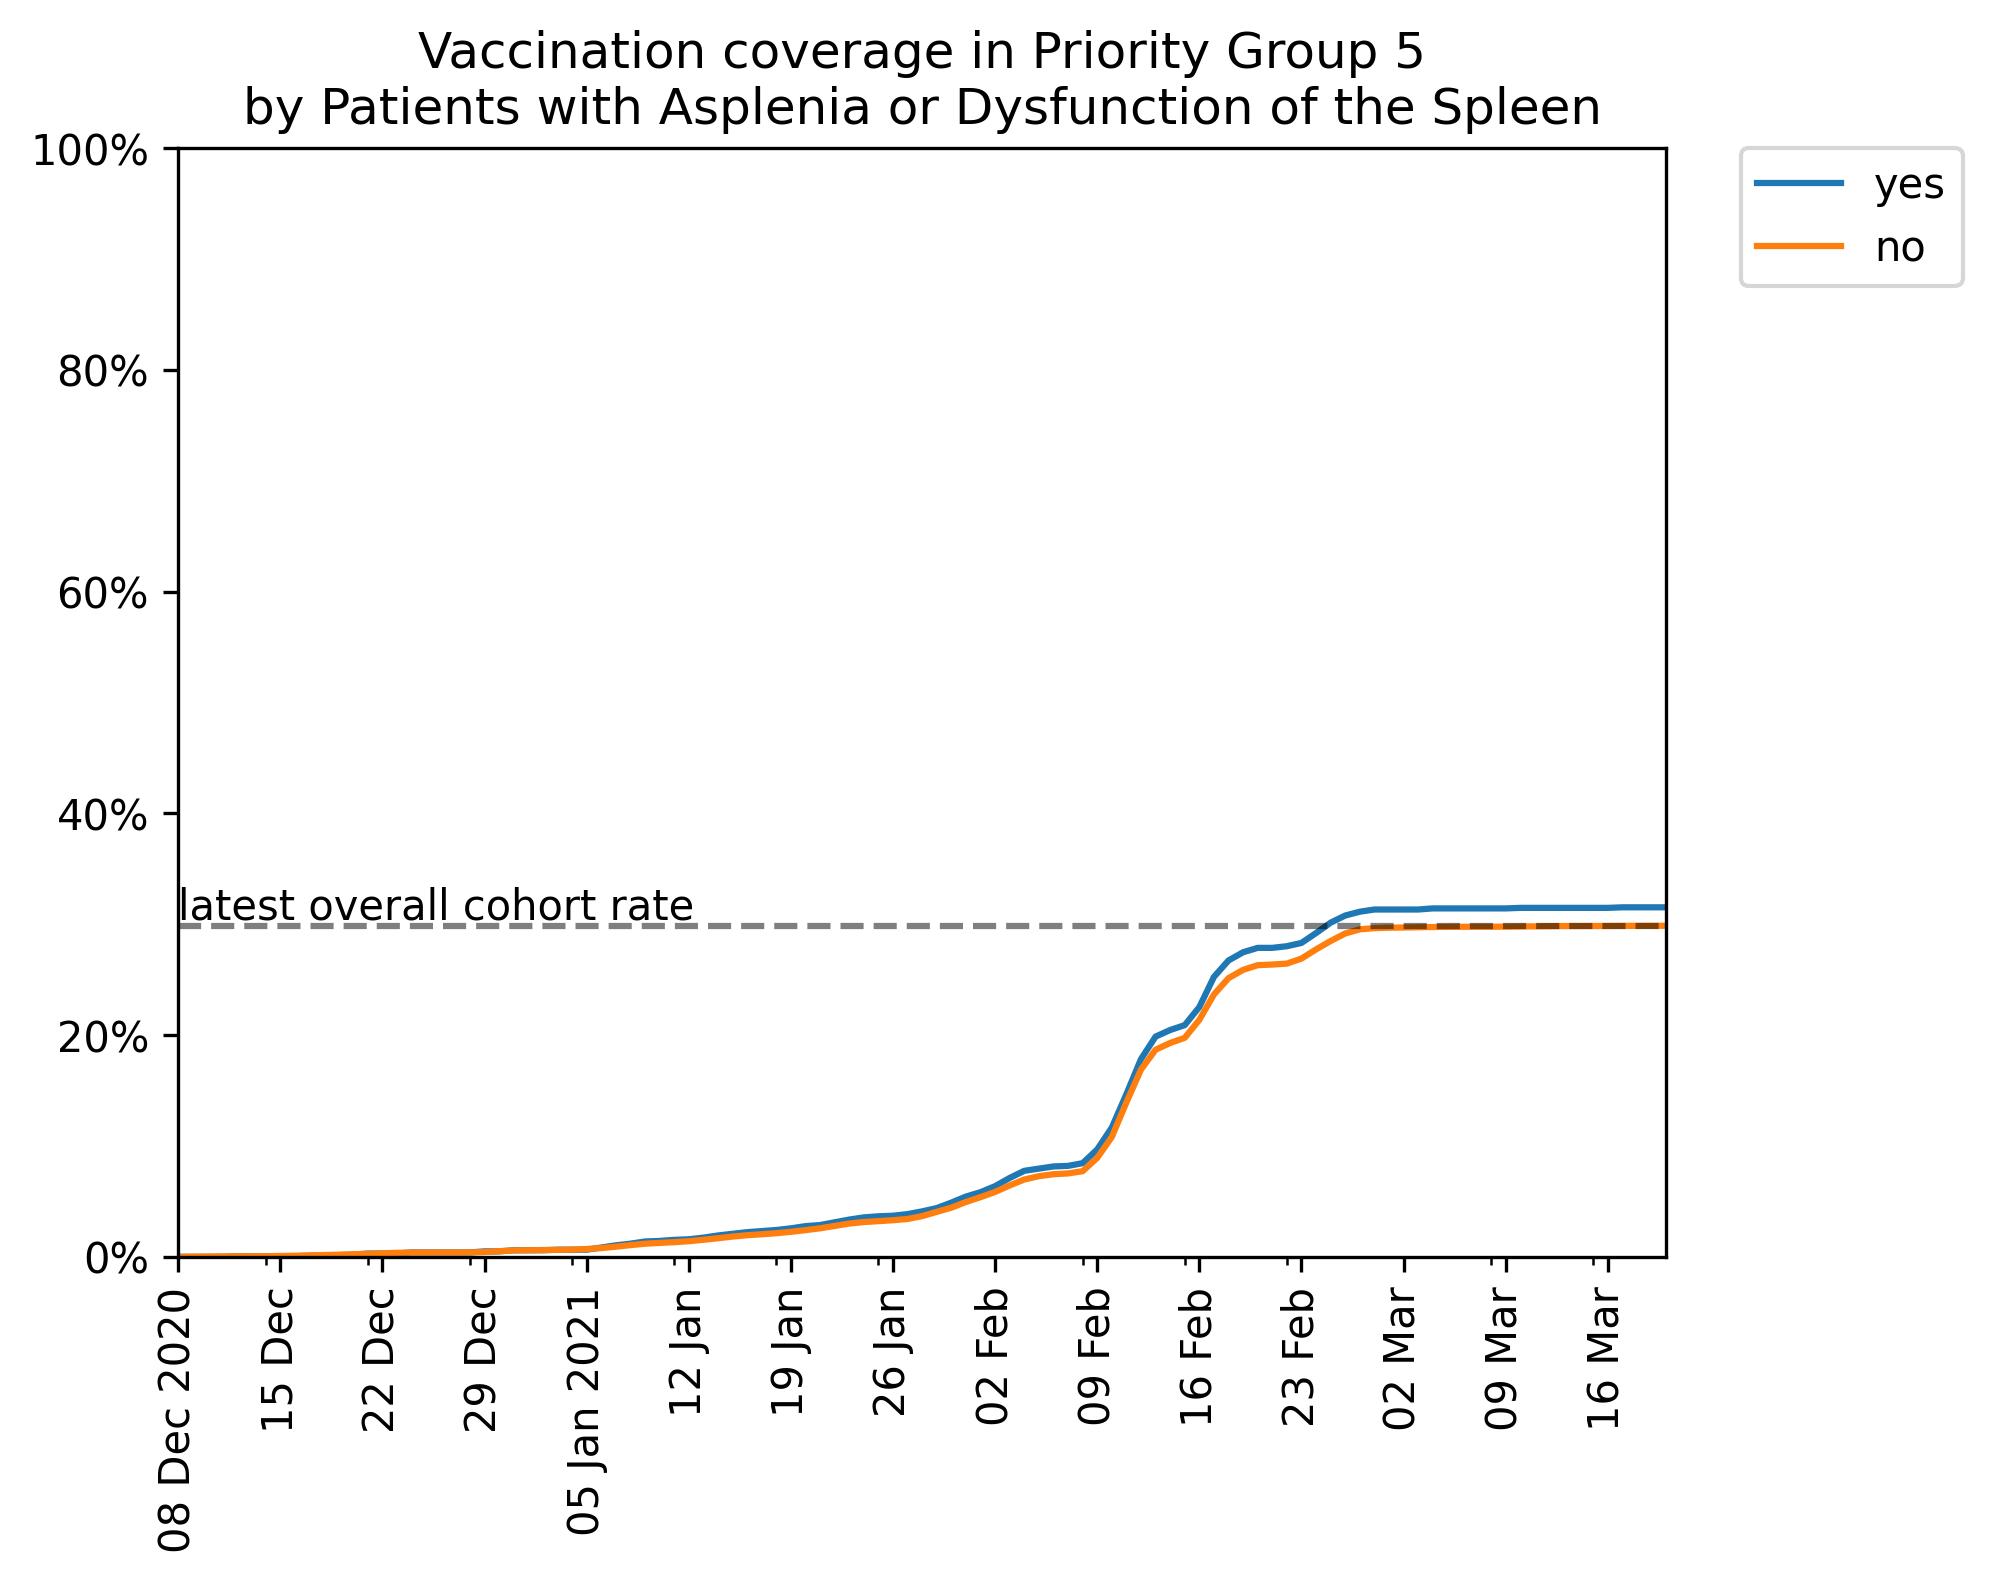 Vaccination coverage in Priority Group 5
by Patients with Asplenia or Dysfunction of the Spleen
100%
80%
60%
40%
20%
0%
latest overall cohort rate
yes
no
08 Dec 2020
15 Dec
22 Dec
29 Dec
05 Jan 2021
12 Jan
19 Jan
26 Jan
02 Feb
09 Feb
16 Feb
23 Feb
02 Mar
09 Mar
16 Mar